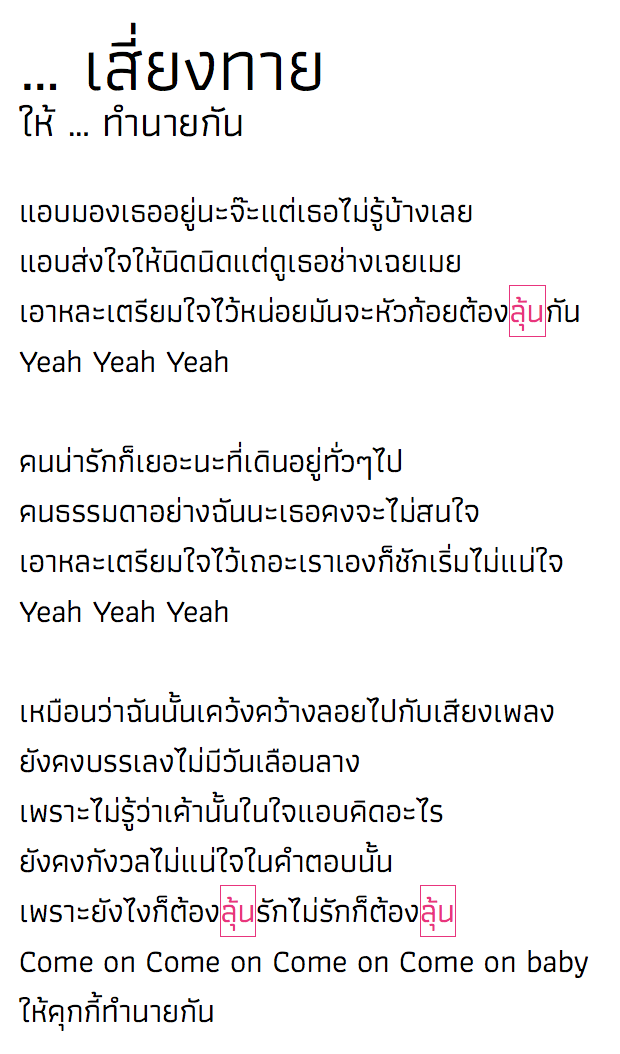 ... เสี่ยงทาย
ให้ ... ทำนายกัน
แอบมองเธออยู่นะจ๊ะแต่เธอไม่รู้บ้างเลย
แอบส่งใจให้นิดนิดแต่ดูเธอช่างเฉยเมย
เอาหละเตรียมใจไว้หน่อยมันจะหัวก้อยต้องลุ้นกัน
Yeah Yeah Yeah
คนน่ารักก็เยอะนะที่เดินอยู่ทั่วๆไป
คนธรรมดาอย่างฉันนะเธอคงจะไม่สนใจ
เอาหละเตรียมใจไว้เถอะเราเองก็ชักเริ่มไม่แน่ใจ
Yeah Yeah Yeah
เหมือนว่าฉันนั้นเคว้งคว้างลอยไปกับเสียงเพลง
ยังคงบรรเลงไม่มีวันเลือนลาง
เพราะไม่รู้ว่าเค้านั้นในใจแอบคิดอะไร
ยังคงกังวลไม่แน่ใจในคำตอบนั้น
เพราะยังไงก็ต้องลุ้นรักไม่รักก็ต้องลุ้น
Come on Come on Come on Come on baby
ให้คุกกี้ทำนายกัน